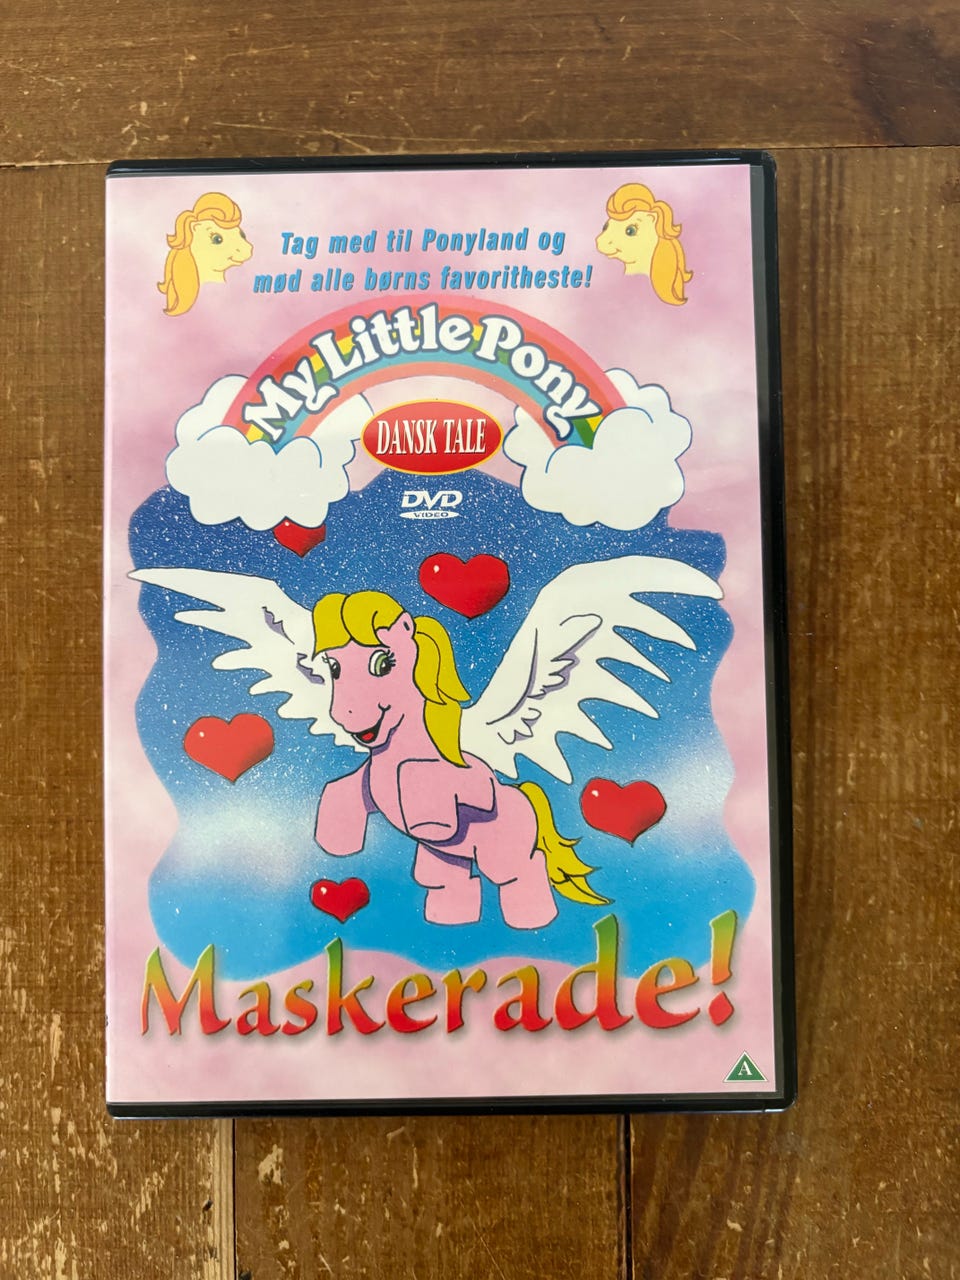 Tag med til Ponyland og
mød alle børns favoritheste!
My Little Pony
DANSK TALE
DVD
VIDEO
Maskerade!
A